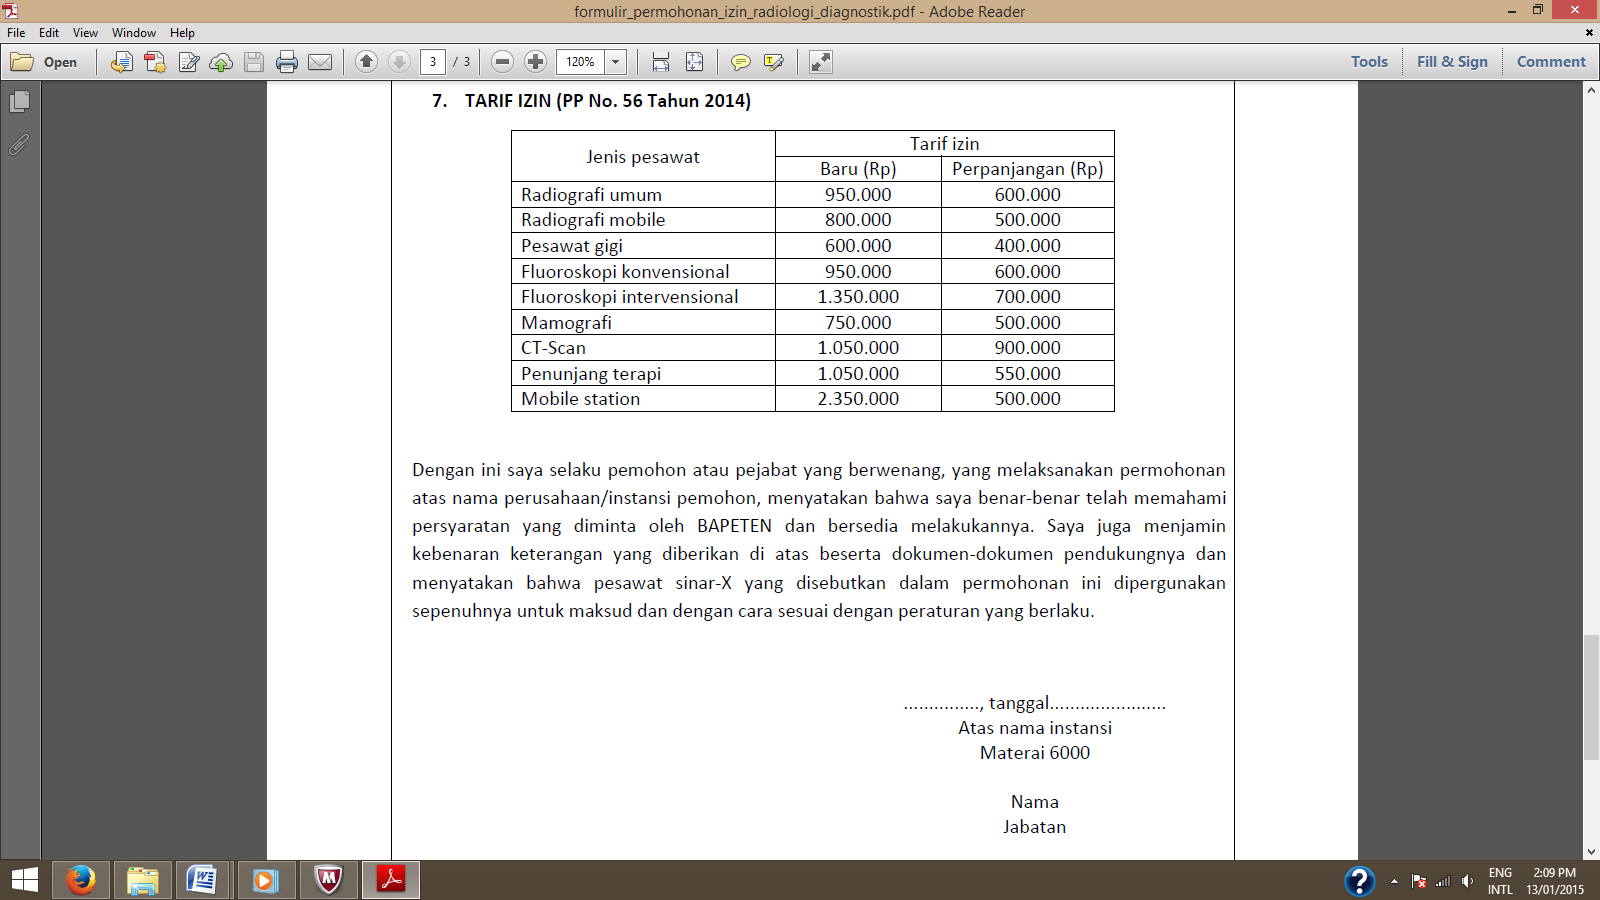 formulir_permohonan_izin_radiologi_diagnostik.pdf - Adobe Reader
File Edit View Window Help
Open 3 / 3 120% Tools Fill & Sign Comment
7. TARIF IZIN (PP No. 56 Tahun 2014)
Jenis pesawat Tarif izin
Baru (Rp) Perpanjangan (Rp)
Radiografi umum 950.000 600.000
Radiografi mobile 800.000 500.000
Pesawat gigi 600.000 400.000
Fluoroskopi konvensional 950.000 600.000
Fluoroskopi intervensional 1.350.000 700.000
Mamografi 750.000 500.000
CT-Scan 1.050.000 900.000
Penunjang terapi 1.050.000 550.000
Mobile station 2.350.000 500.000
Dengan ini saya selaku pemohon atau pejabat yang berwenang, yang melaksanakan permohonan
atas nama perusahaan/instansi pemohon, menyatakan bahwa saya benar-benar telah memahami
persyaratan yang diminta oleh BAPETEN dan bersedia melakukannya. Saya juga menjamin
kebenaran keterangan yang diberikan di atas beserta dokumen-dokumen pendukungnya dan
menyatakan bahwa pesawat sinar-X yang disebutkan dalam permohonan ini dipergunakan
sepenuhnya untuk maksud dan dengan cara sesuai dengan peraturan yang berlaku.
..............., tanggal.......................
Atas nama instansi
Materai 6000
Nama
Jabatan
ENG 2:09 PM
INTL 13/01/2015